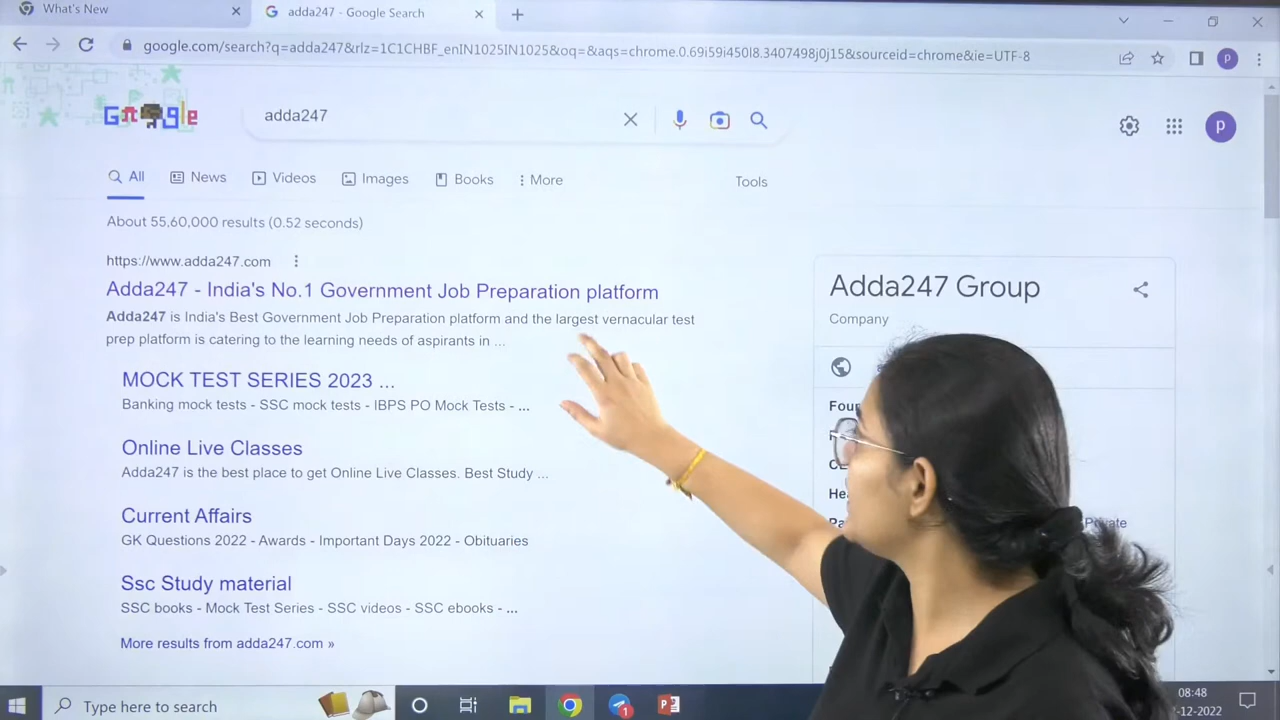 What's New
adda247 - Google Search
google.com/search?q=adda247&rlz=1C1CHBF_enIN1025IN1025&oq=&aqs=chrome.0.69i59i450l8.3407498j0j15&sourceid=chrome&ie=UTF-8
adda247
All News Videos Images Books More Tools
About 55,60,000 results (0.52 seconds)
https://www.adda247.com
Adda247 - India's No.1 Government Job Preparation platform
Adda247 is India's Best Government Job Preparation platform and the largest vernacular test
prep platform is catering to the learning needs of aspirants in ...
MOCK TEST SERIES 2023 ...
Banking mock tests - SSC mock tests - IBPS PO Mock Tests - ...
Online Live Classes
Adda247 is the best place to get Online Live Classes. Best Study ...
Current Affairs
GK Questions 2022 - Awards - Important Days 2022 - Obituaries
Ssc Study material
SSC books - Mock Test Series - SSC videos - SSC ebooks - ...
More results from adda247.com »
Adda247 Group
Company
Private
Type here to search
08:48
-12-2022